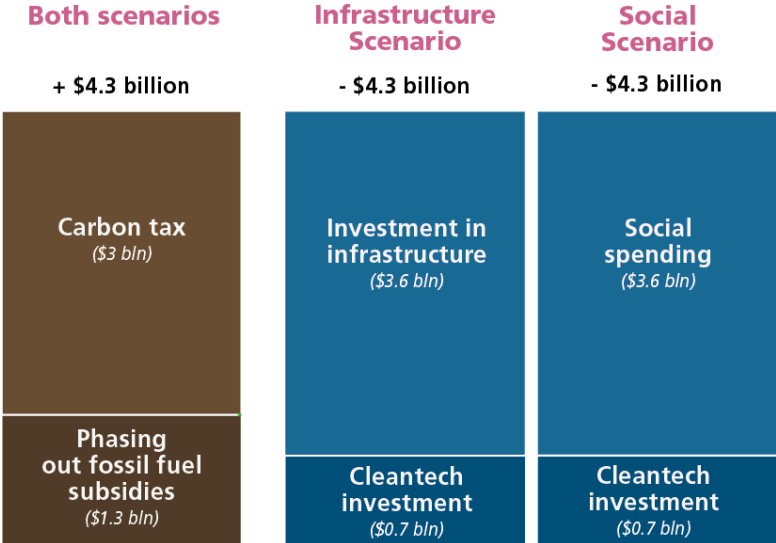 Both scenarios
+ $4.3 billion
Carbon tax
($3 bln)
Phasing
out fossil fuel
subsidies
($1.3 bln)
Infrastructure
Scenario
- $4.3 billion
Investment in
infrastructure
($3.6 bln)
Cleantech
investment
($0.7 bln)
Social
Scenario
- $4.3 billion
Social
spending
($3.6 bln)
Cleantech
investment
($0.7 bln)